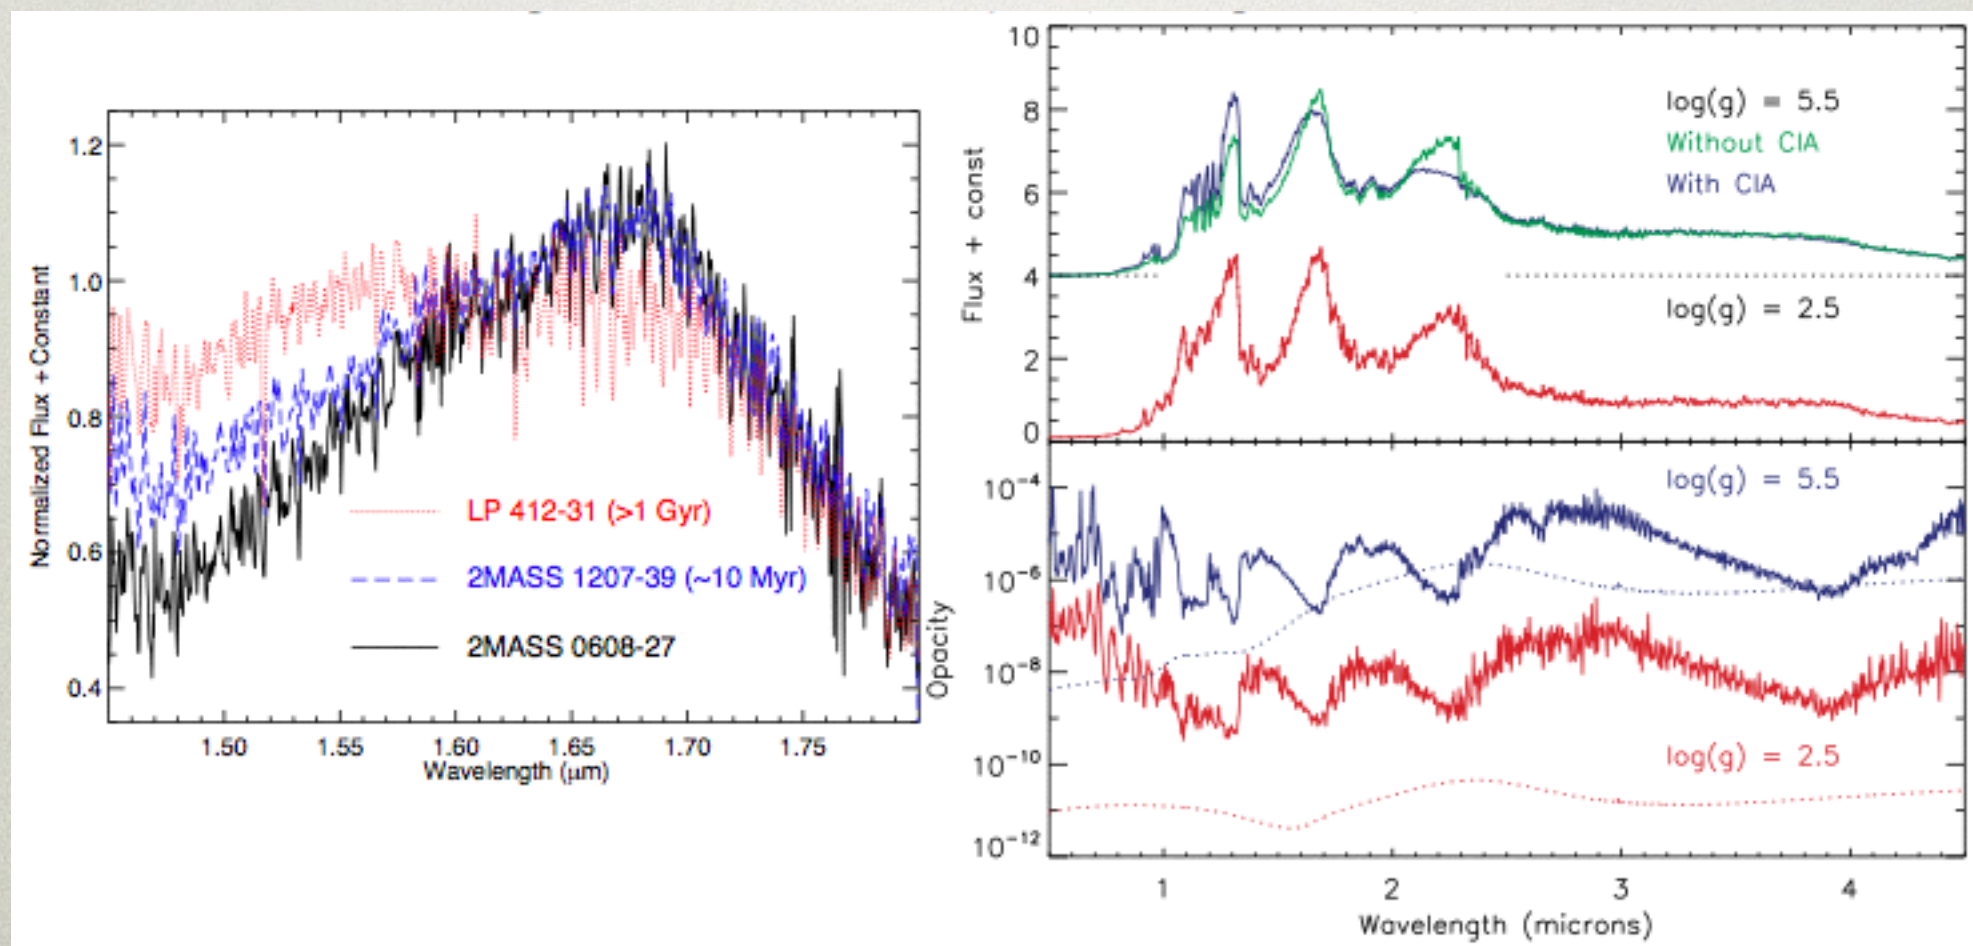 1.2
1.0
0.8
0.6
0.4
Normalized Flux + Constant
LP 412-31 (>1 Gyr)
2MASS 1207-39 (~10 Myr)
2MASS 0608-27
1.50 1.55 1.60 1.65 1.70 1.75
Wavelength (μm)
10
8
6
4
2
0
Flux + const
log(g) = 5.5
Without CIA
With CIA
log(g) = 2.5
10-4
10-6
10-8
10-10
10-12
Opacity
log(g) = 5.5
log(g) = 2.5
1 2 3 4
Wavelength (microns)